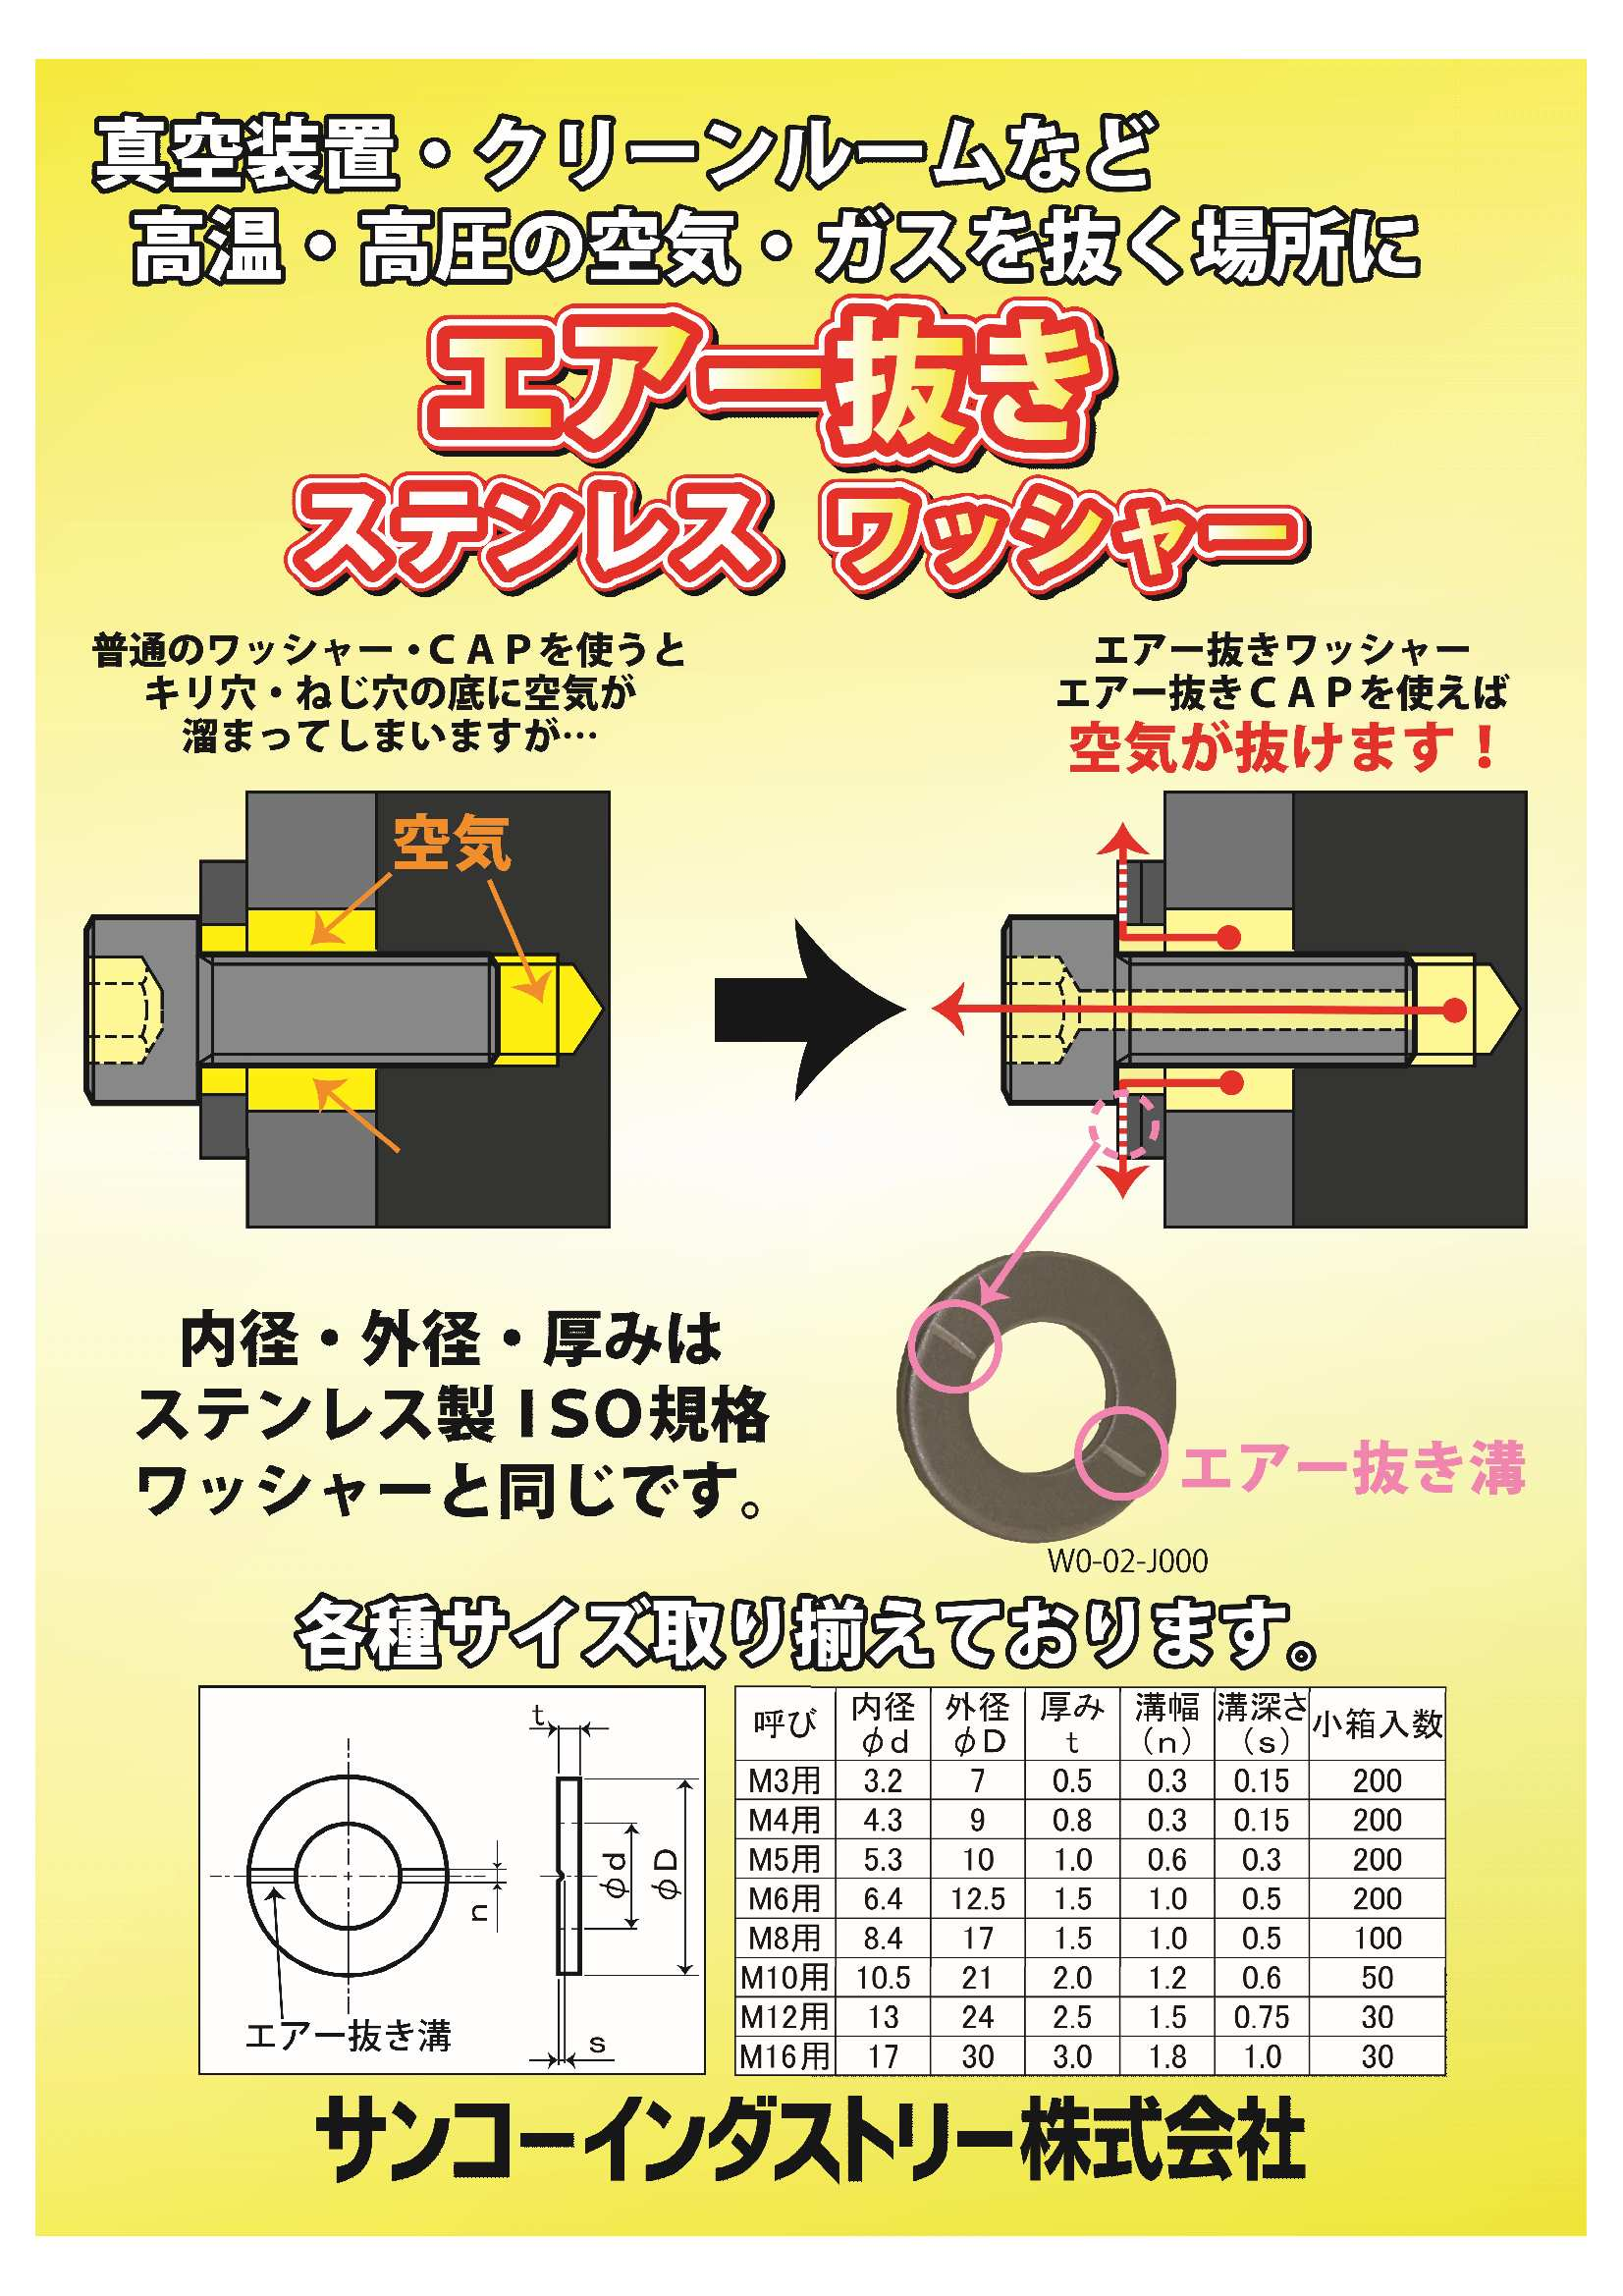 真空装置・クリーンルームなど
高温・高圧の空気・ガスを抜く場所に
エアー抜き
ステンレス ワッシャー
普通のワッシャー・CAPを使うと
キリ穴・ねじ穴の底に空気が
溜まってしまいますが…
エアー抜きワッシャー
エアー抜きCAPを使えば
空気が抜けます！
空気
内径・外径・厚みは
ステンレス製ISO規格
ワッシャーと同じです。
エアー抜き溝
W0-02-J000
各種サイズ取り揃えております。
t
n
φd
φD
s
エアー抜き溝
呼び 内径 φd 外径 φD 厚み t 溝幅 (n) 溝深さ (s) 小箱入数
M3用 3.2 7 0.5 0.3 0.15 200
M4用 4.3 9 0.8 0.3 0.15 200
M5用 5.3 10 1.0 0.6 0.3 200
M6用 6.4 12.5 1.5 1.0 0.5 200
M8用 8.4 17 1.5 1.0 0.5 100
M10用 10.5 21 2.0 1.2 0.6 50
M12用 13 24 2.5 1.5 0.75 30
M16用 17 30 3.0 1.8 1.0 30
サンコーインダストリー株式会社